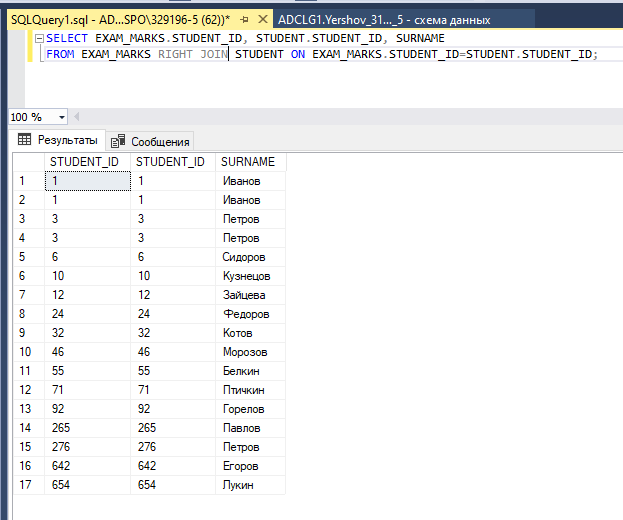 SQLQuery1.sql - AD...SPO\329196-5 (62))* ADCLG1.Vershov_31..._5 - схема данных
SELECT EXAM_MARKS.STUDENT_ID, STUDENT.STUDENT_ID, SURNAME
FROM EXAM_MARKS RIGHT JOIN STUDENT ON EXAM_MARKS.STUDENT_ID=STUDENT.STUDENT_ID;
100 %
Результаты Сообщения
STUDENT_ID STUDENT_ID SURNAME
1 1 1 Иванов
2 1 1 Иванов
3 3 3 Петров
4 3 3 Петров
5 6 6 Сидоров
6 10 10 Кузнецов
7 12 12 Зайцева
8 24 24 Федоров
9 32 32 Котов
10 46 46 Морозов
11 55 55 Белкин
12 71 71 Птичкин
13 92 92 Горелов
14 265 265 Павлов
15 276 276 Петров
16 642 642 Егоров
17 654 654 Лукин